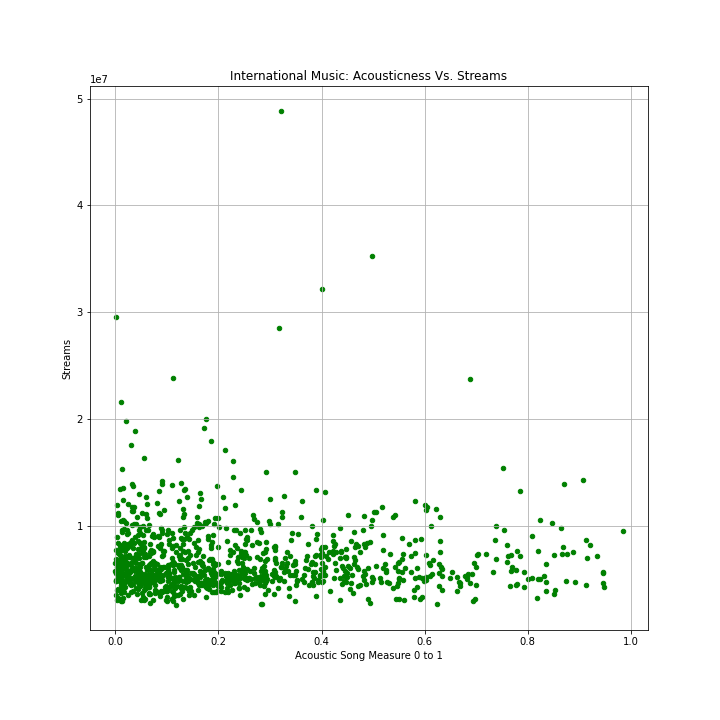 International Music: Acousticness Vs. Streams
1e7
5
4
3
2
1
Streams
0.0 0.2 0.4 0.6 0.8 1.0
Acoustic Song Measure 0 to 1